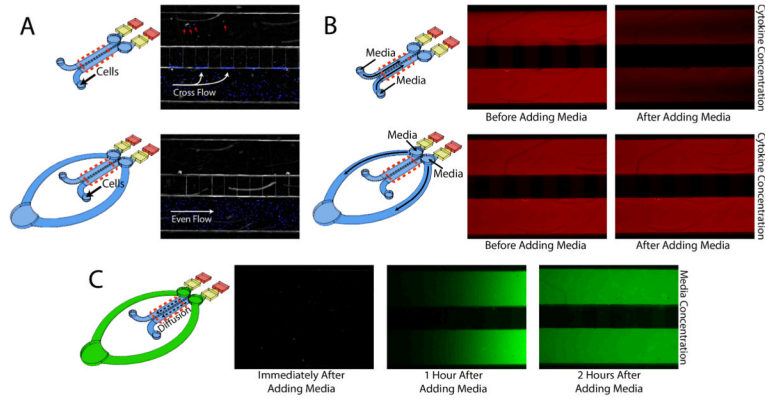 A
Cells
Cross Flow
Cells
Even Flow
B
Media
Media
Before Adding Media
After Adding Media
Cytokine Concentration
Media
Media
Before Adding Media
After Adding Media
Cytokine Concentration
C
Diffusion
Immediately After
Adding Media
1 Hour After
Adding Media
2 Hours After
Adding Media
Media Concentration